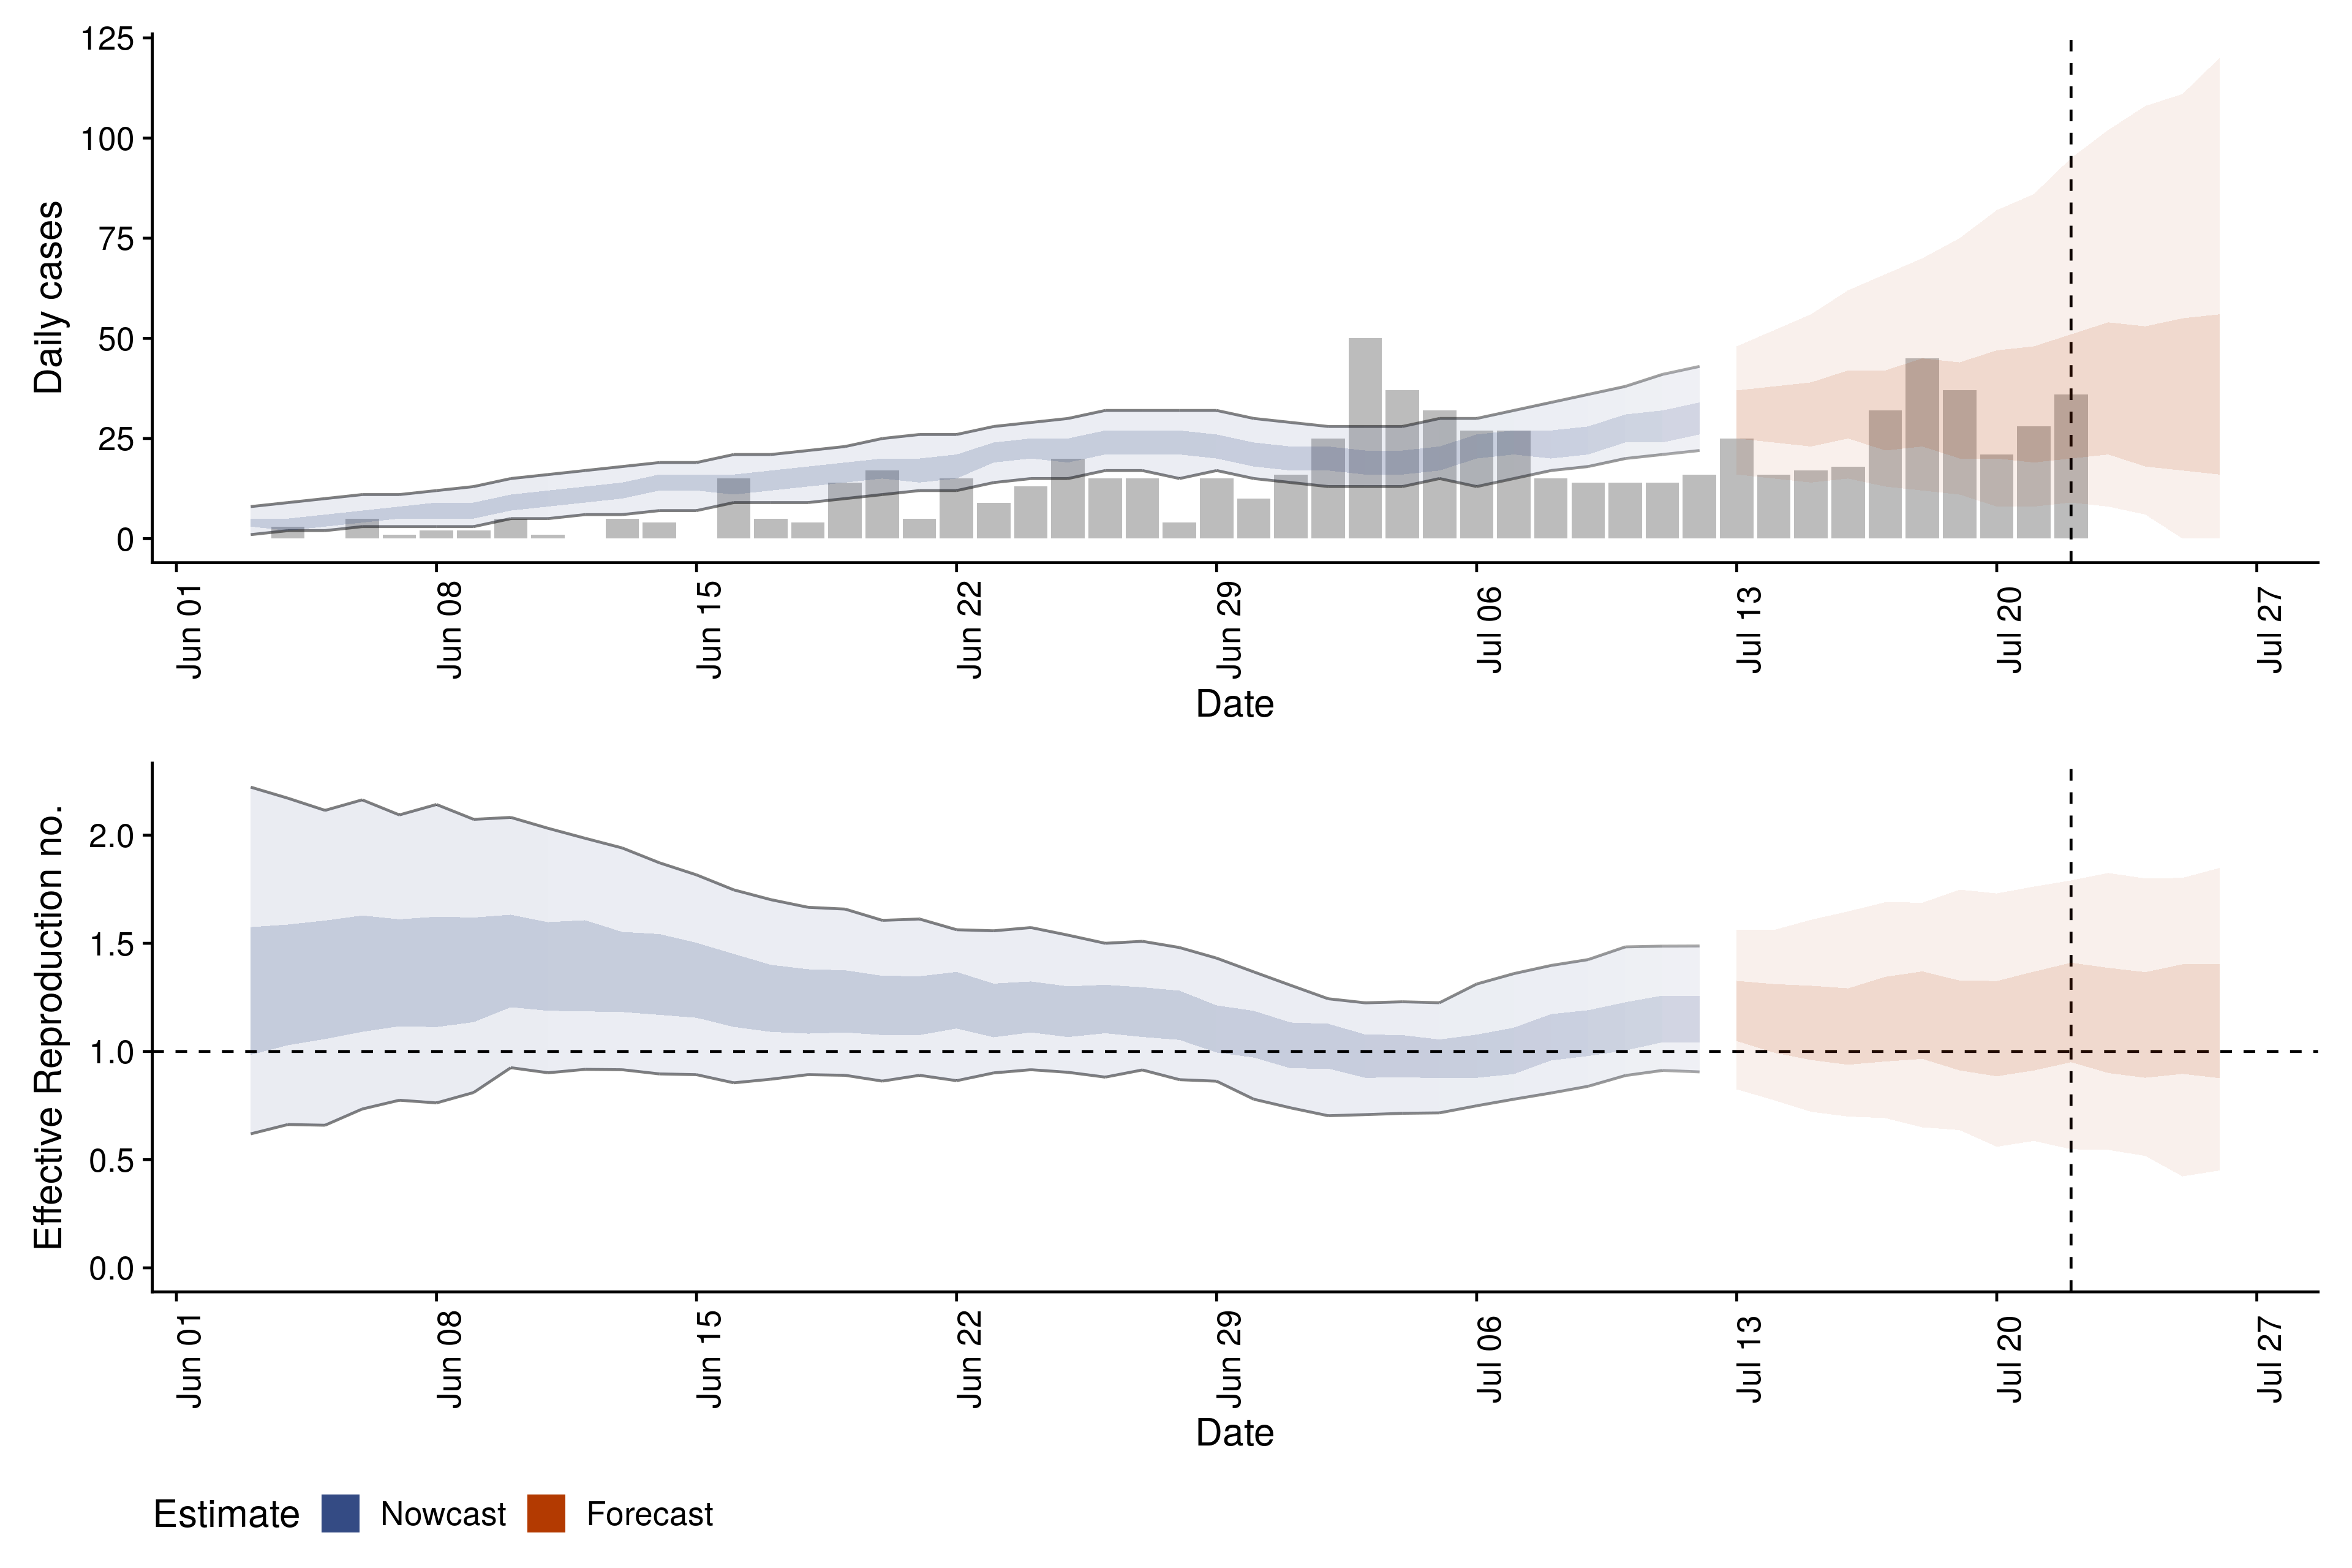 125
100
75
50
25
0
Daily cases
Jun 01
Jun 08
Jun 15
Jun 22
Jun 29
Jul 06
Jul 13
Jul 20
Jul 27
Date
2.0
1.5
1.0
0.5
0.0
Effective Reproduction no.
Jun 01
Jun 08
Jun 15
Jun 22
Jun 29
Jul 06
Jul 13
Jul 20
Jul 27
Date
Estimate Nowcast Forecast